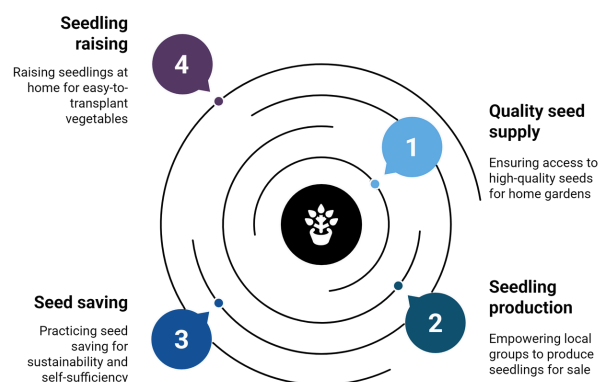 Seedling
raising
4
Raising seedlings at
home for easy-to-
transplant
vegetables
1
Quality seed
supply
Ensuring access to
high-quality seeds
for home gardens
2
Seedling
production
Empowering local
groups to produce
seedlings for sale
Seed saving
3
Practicing seed
saving for
sustainability and
self-sufficiency